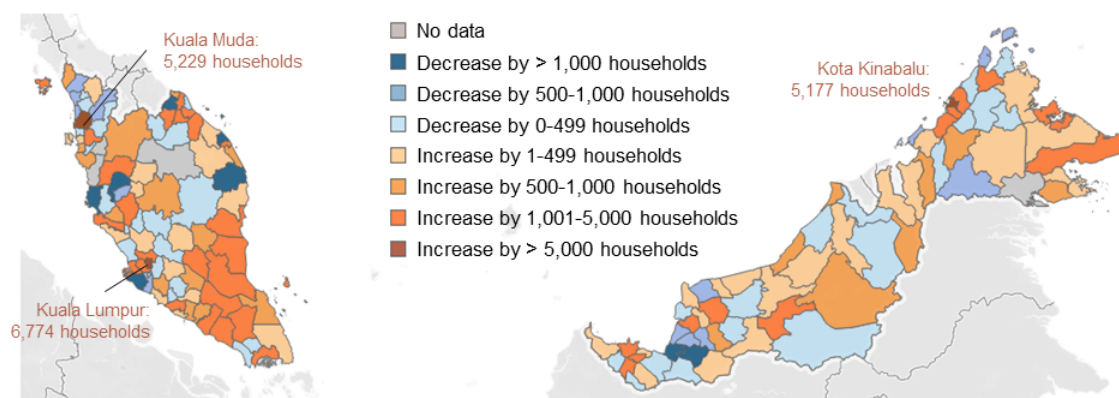 Kuala Muda:
5,229 households
No data
Decrease by > 1,000 households
Decrease by 500-1,000 households
Decrease by 0-499 households
Increase by 1-499 households
Increase by 500-1,000 households
Increase by 1,001-5,000 households
Increase by > 5,000 households
Kota Kinabalu:
5,177 households
Kuala Lumpur:
6,774 households